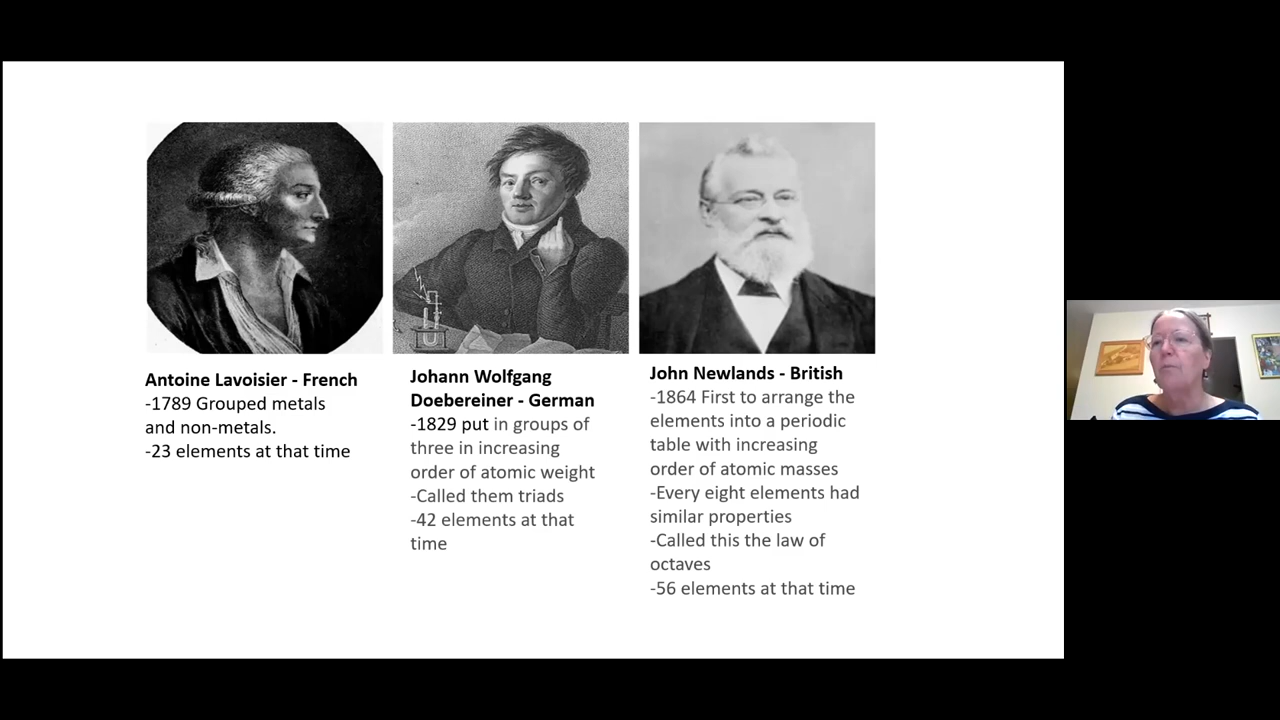 Antoine Lavoisier - French
-1789 Grouped metals
and non-metals.
-23 elements at that time
Johann Wolfgang
Doebereiner - German
-1829 put in groups of
three in increasing
order of atomic weight
-Called them triads
-42 elements at that
time
John Newlands - British
-1864 First to arrange the
elements into a periodic
table with increasing
order of atomic masses
-Every eight elements had
similar properties
-Called this the law of
octaves
-56 elements at that time